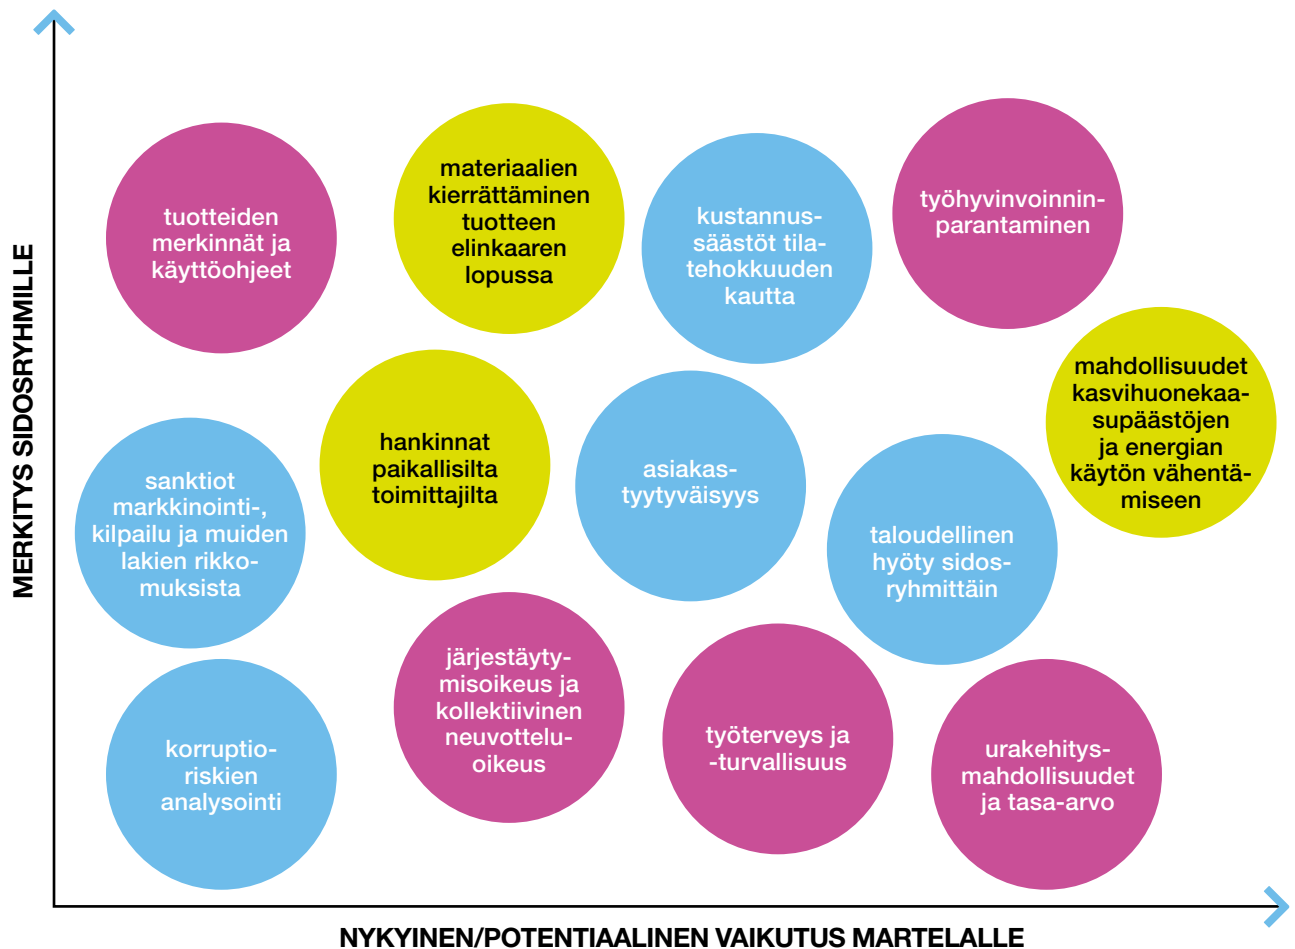 MERKITYS SIDOSRYHMILLE
tuotteiden
merkinnät ja
käyttöohjeet
materiaalien
kierrättäminen
tuotteen
elinkaaren
lopussa
kustannus-
säästöt tila-
tehokkuuden
kautta
työhyvinvoinnin-
parantaminen
mahdollisuudet
kasvihuonekaa-
supäästöjen
ja energian
käytön vähentä-
miseen
sanktiot
markkinointi-,
kilpailu ja muiden
lakien rikko-
muksista
hankinnat
paikallisilta
toimittajilta
asiakas-
tyytyväisyys
taloudellinen
hyöty sidos-
ryhmittäin
korruptio-
riskien
analysointi
järjestäyty-
misoikeus ja
kollektiivinen
neuvottelu-
oikeus
työterveys ja
-turvallisuus
urakehitys-
mahdollisuudet
ja tasa-arvo
NYKYINEN/POTENTIAALINEN VAIKUTUS MARTELALLE